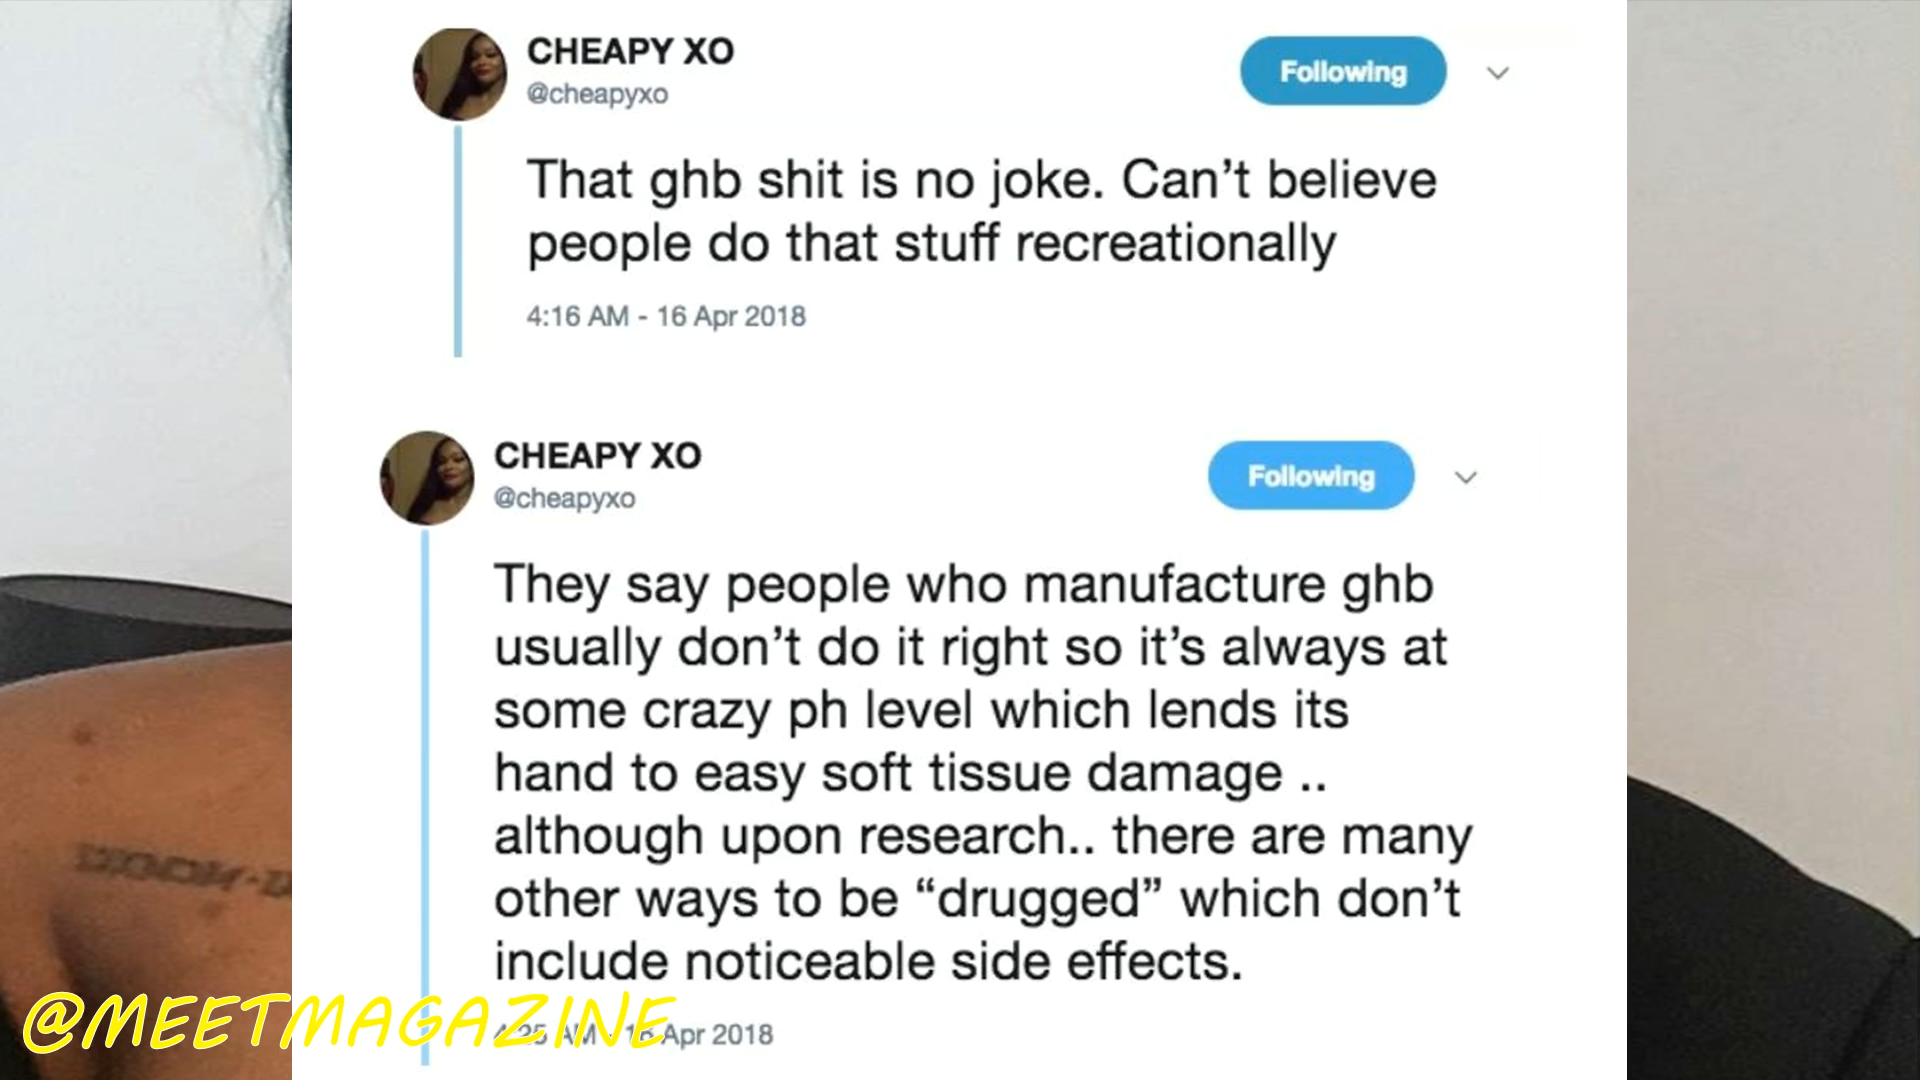 CHEAPY XO
@cheapyxo
Following
That ghb shit is no joke. Can't believe
people do that stuff recreationally
4:16 AM - 16 Apr 2018
CHEAPY XO
@cheapyxo
Following
They say people who manufacture ghb
usually don't do it right so it's always at
some crazy ph level which lends its
hand to easy soft tissue damage ..
although upon research.. there are many
other ways to be “drugged” which don't
include noticeable side effects.
@MEETMAGAZINE
Apr 2018